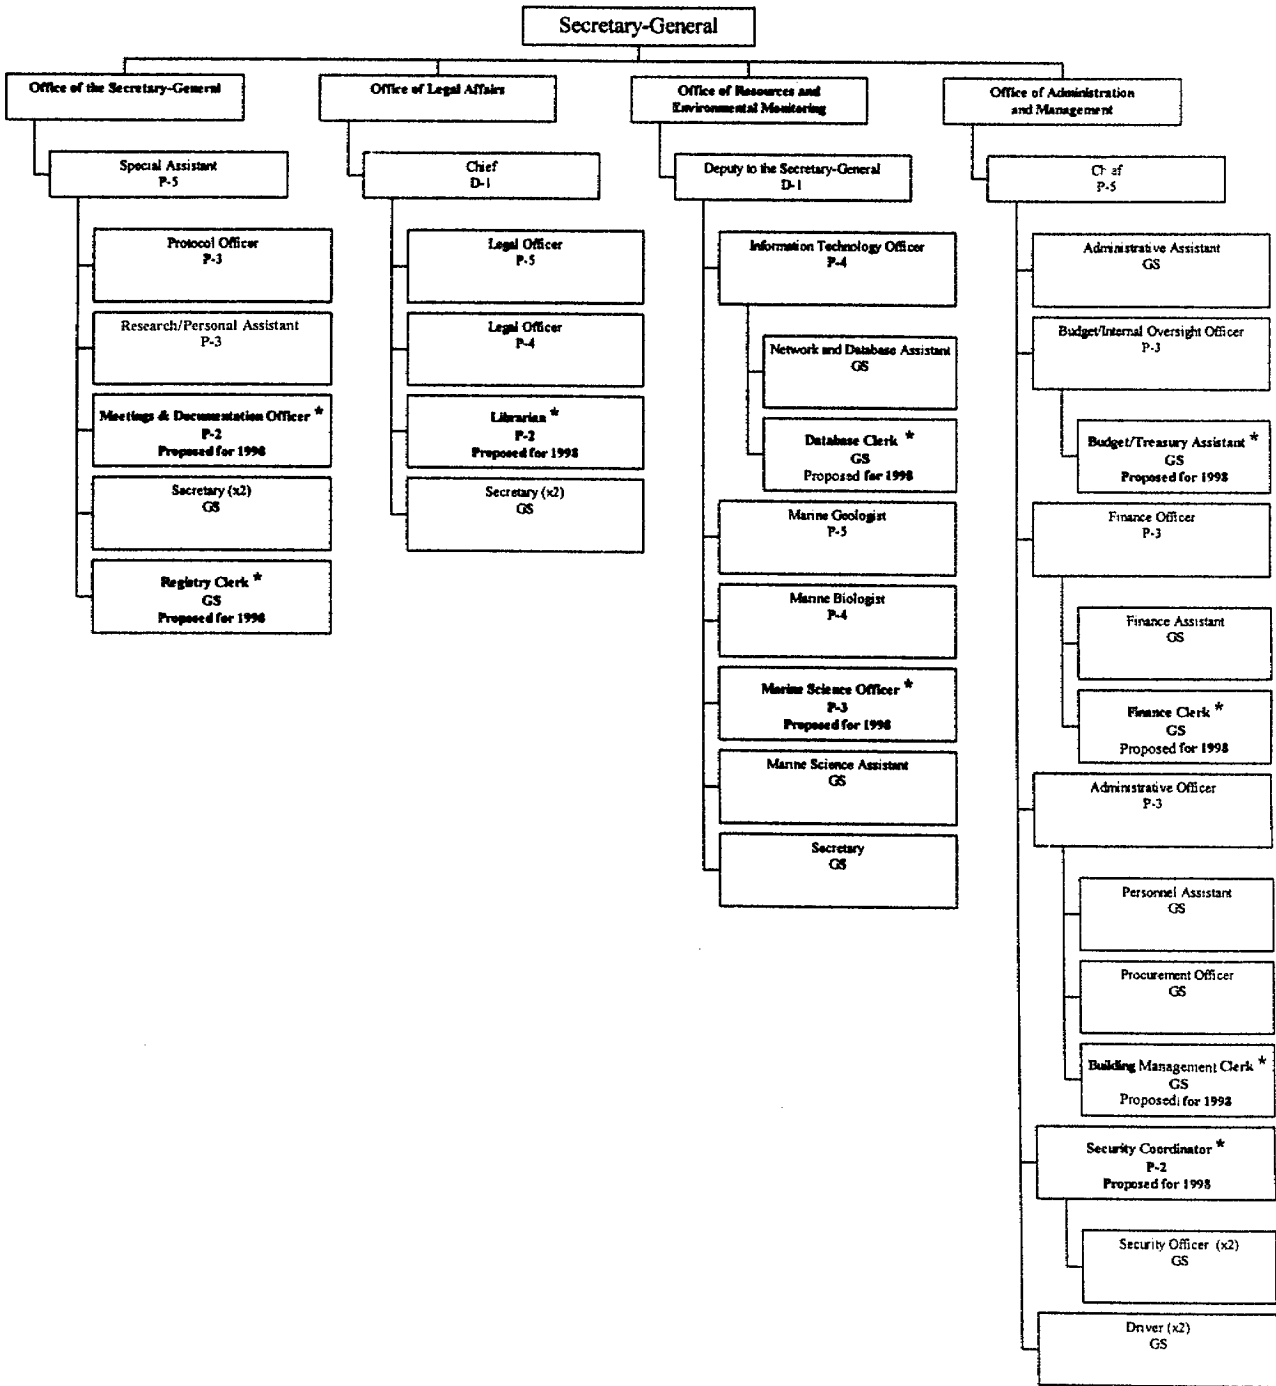 Secretary-General
Office of the Secretary-General
Special Assistant
P-5
Protocol Officer
P-3
Research/Personal Assistant
P-3
Meetings & Documentation Officer *
P-2
Proposed for 1998
Secretary (x2)
GS
Registry Clerk *
GS
Proposed for 1998
Office of Legal Affairs
Chief
D-1
Legal Officer
P-5
Legal Officer
P-4
Librarian *
P-2
Proposed for 1998
Secretary (x2)
GS
Office of Resources and
Environmental Monitoring
Deputy to the Secretary-General
D-1
Information Technology Officer
P-4
Network and Database Assistant
GS
Database Clerk *
GS
Proposed for 1998
Marine Geologist
P-5
Marine Biologist
P-4
Marine Science Officer *
P-3
Proposed for 1998
Marine Science Assistant
GS
Secretary
GS
Office of Administration
and Management
Chief
P-5
Administrative Assistant
GS
Budget/Internal Oversight Officer
P-3
Budget/Treasury Assistant *
GS
Proposed for 1998
Finance Officer
P-3
Finance Assistant
GS
Finance Clerk *
GS
Proposed for 1998
Administrative Officer
P-3
Personnel Assistant
GS
Procurement Officer
GS
Building Management Clerk *
GS
Proposed for 1998
Security Coordinator *
P-2
Proposed for 1998
Security Officer (x2)
GS
Driver (x2)
GS